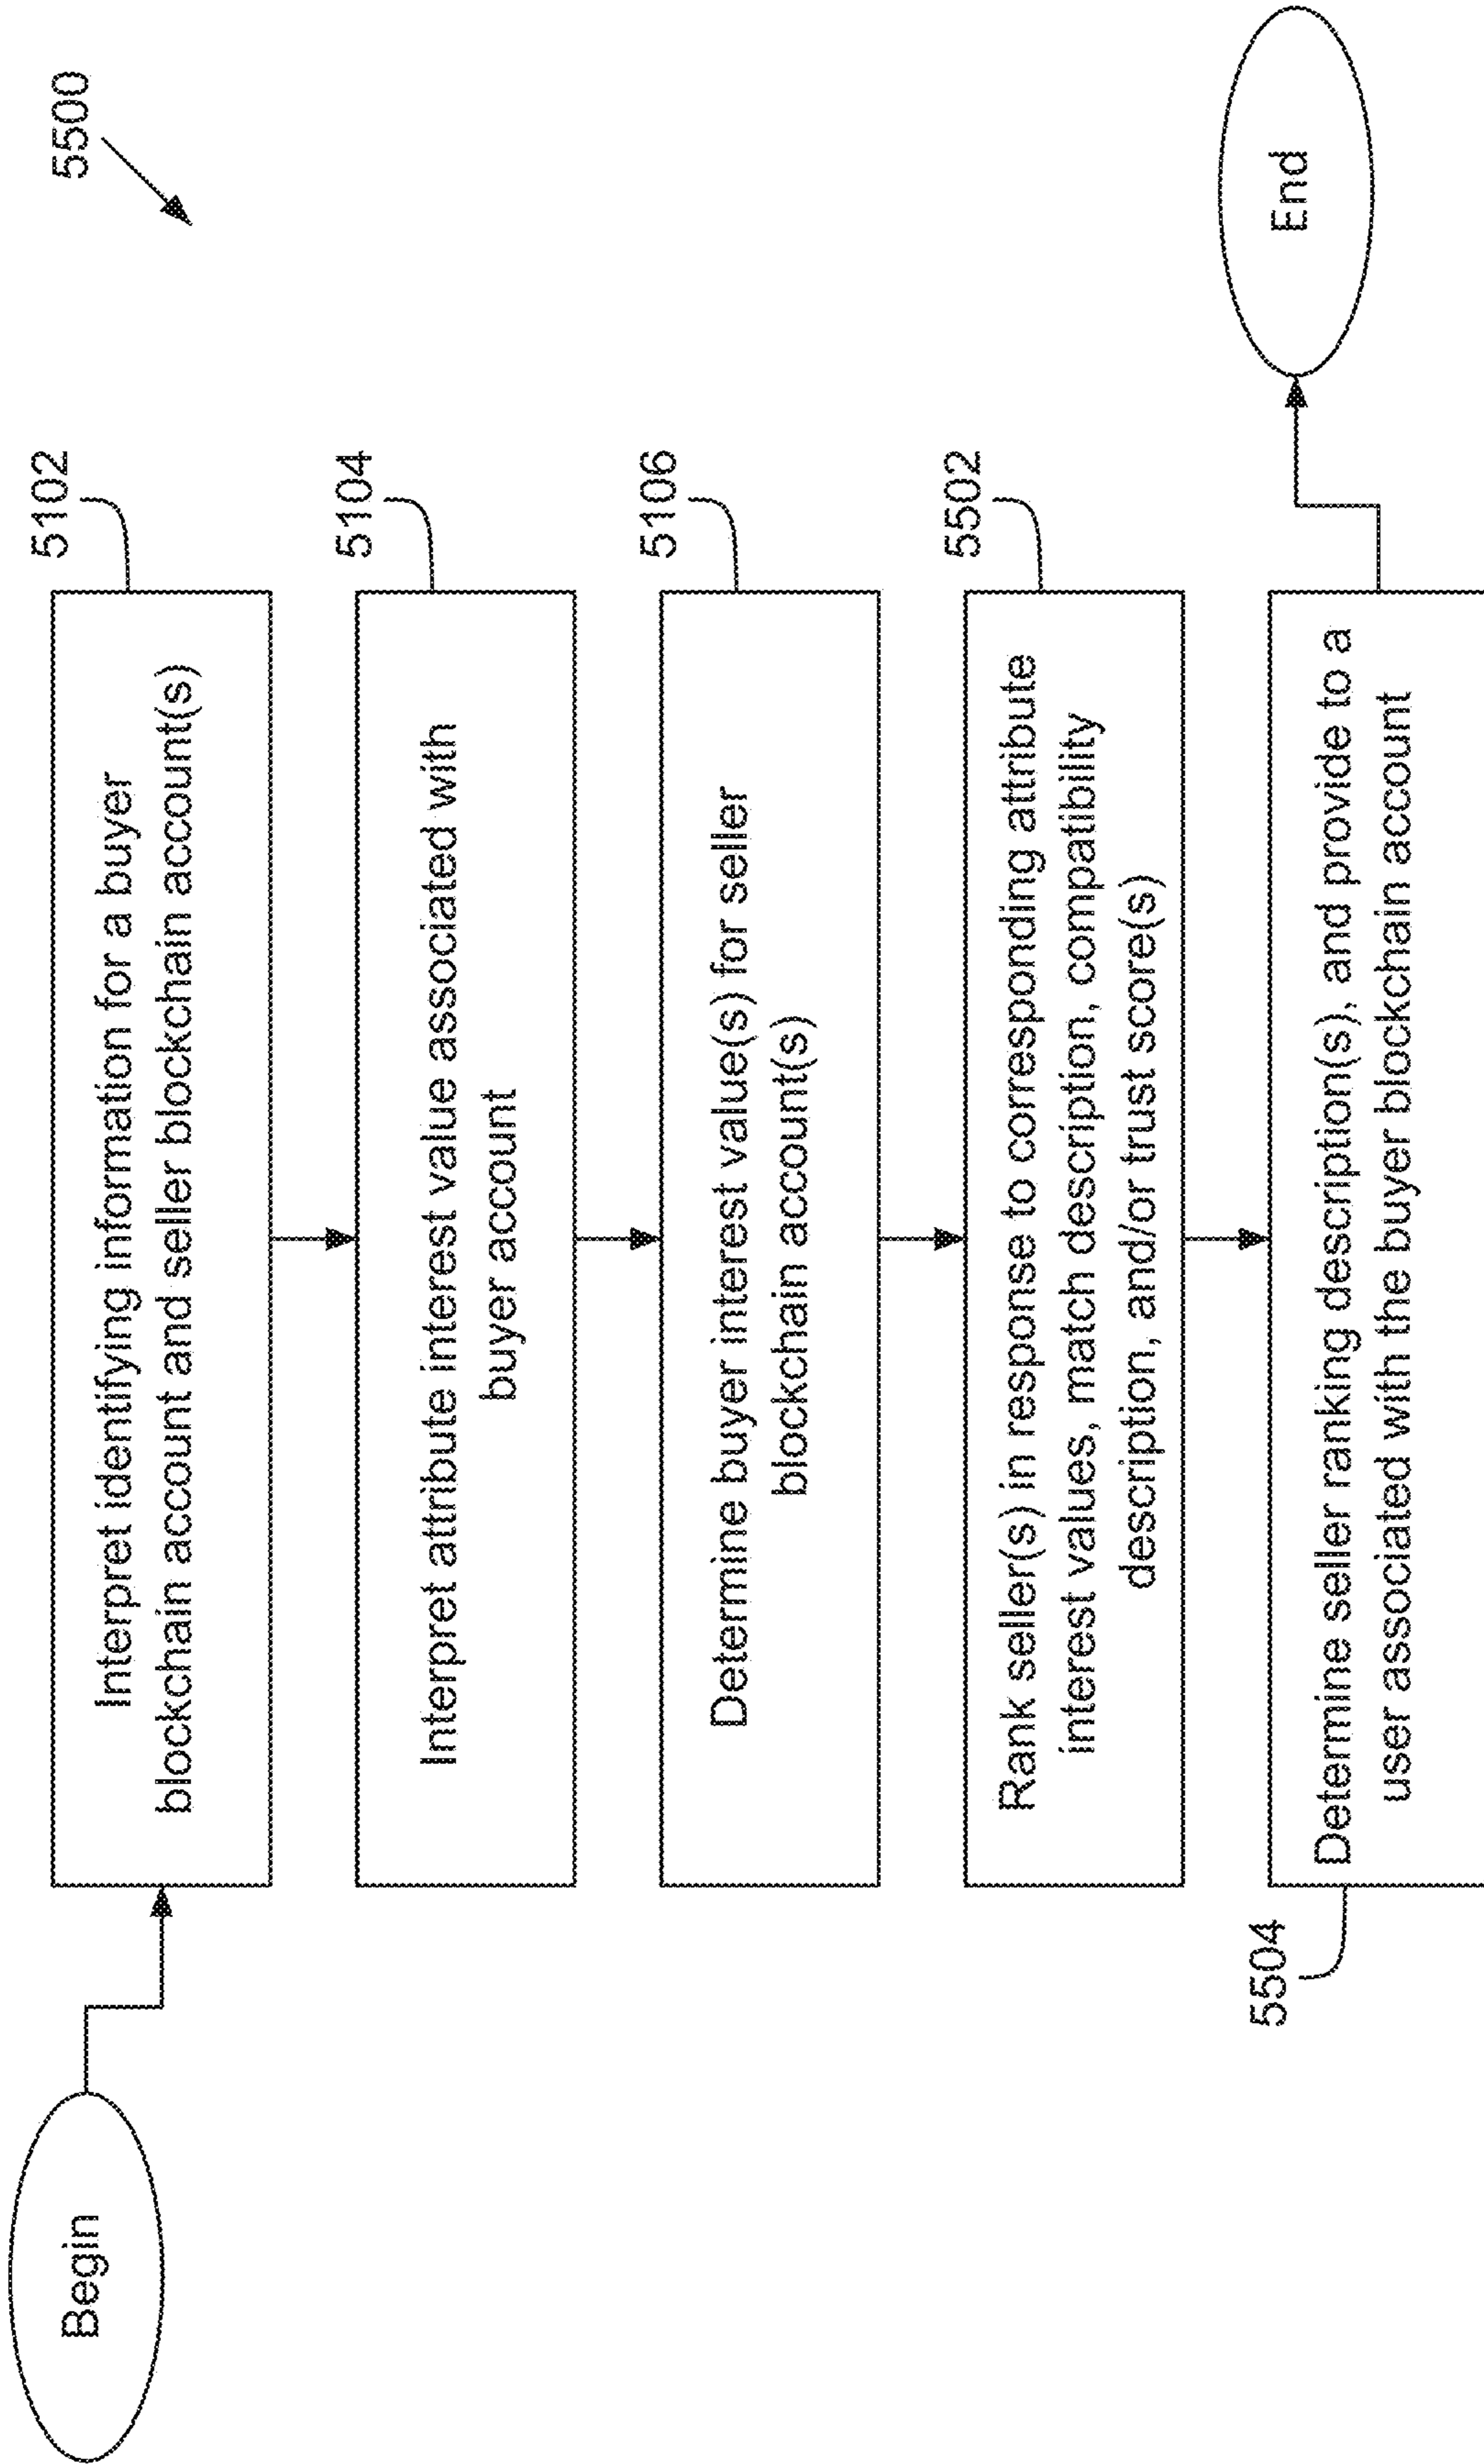 5500
Begin
5102
Interpret identifying information for a buyer
blockchain account and seller blockchain account(s)
5104
Interpret attribute interest value associated with
buyer account
5106
Determine buyer interest value(s) for seller
blockchain account(s)
5502
Rank seller(s) in response to corresponding attribute
interest values, match description, compatibility
description, and/or trust score(s)
5504
Determine seller ranking description(s), and provide to a
user associated with the buyer blockchain account
End